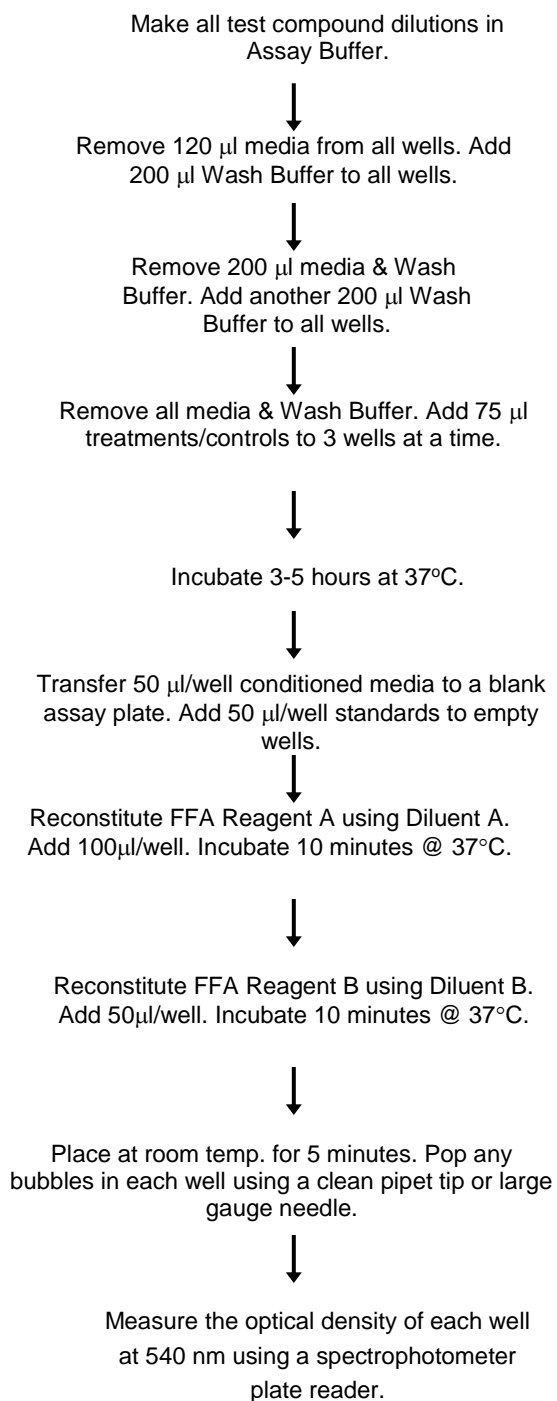 Make all test compound dilutions in
Assay Buffer.
Remove 120 μl media from all wells. Add
200 μl Wash Buffer to all wells.
Remove 200 μl media & Wash
Buffer. Add another 200 μl Wash
Buffer to all wells.
Remove all media & Wash Buffer. Add 75 μl
treatments/controls to 3 wells at a time.
Incubate 3-5 hours at 37°C.
Transfer 50 μl/well conditioned media to a blank
assay plate. Add 50 μl/well standards to empty
wells.
Reconstitute FFA Reagent A using Diluent A.
Add 100μl/well. Incubate 10 minutes @ 37°C.
Reconstitute FFA Reagent B using Diluent B.
Add 50μl/well. Incubate 10 minutes @ 37°C.
Place at room temp. for 5 minutes. Pop any
bubbles in each well using a clean pipet tip or large
gauge needle.
Measure the optical density of each well
at 540 nm using a spectrophotometer
plate reader.